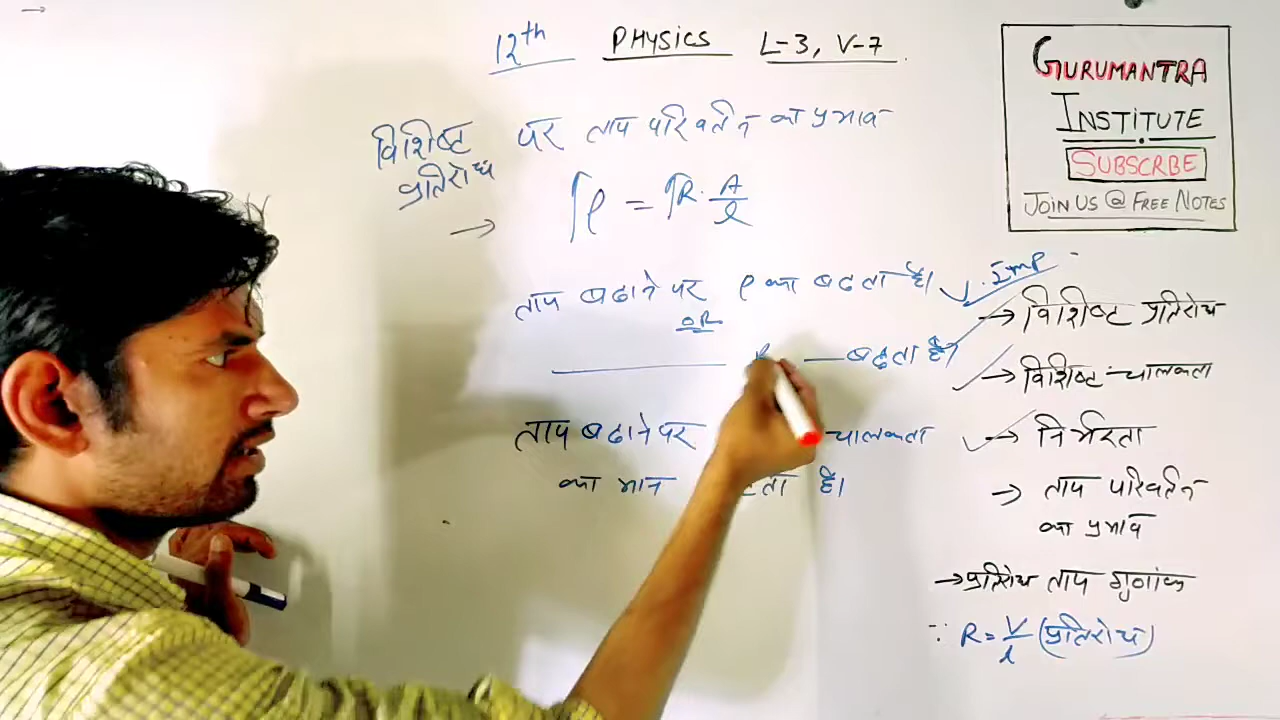 12th PHYSICS L-3, V-7
GURUMANTRA
INSTITUTE
SUBSCRBE
JOIN US @ FREE NOTES
विशिष्ट पर ताप परिवर्तन का प्रभाव
प्रतिरोध
→ ↑ρ = ↑R · A/l
ताप बढाने पर ρ का बढता है। Imp
OR
बढ़ता है।
ताप बढाने पर चालकता
का मान है।
→ विशिष्ट प्रतिरोध
→ विशिष्ट-चालकता
→ निर्भरता
→ ताप परिवर्तन
का प्रभाव
→ प्रतिरोध ताप गुणांक
∵ R = V/i (प्रतिरोध)